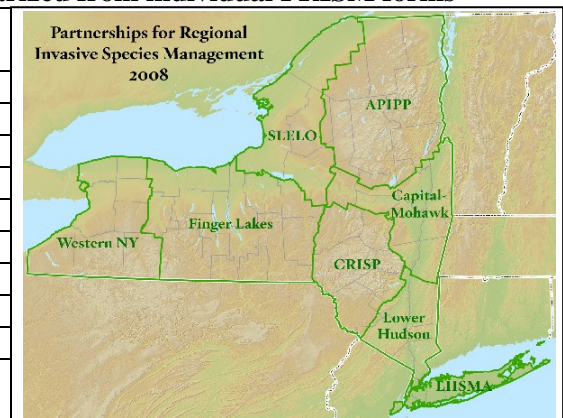 Partnerships for Regional
Invasive Species Management
2008
APIPP
SLELO
Capital-
Mohawk
Finger Lakes
Western NY
CRISP
Lower
Hudson
LIISMA